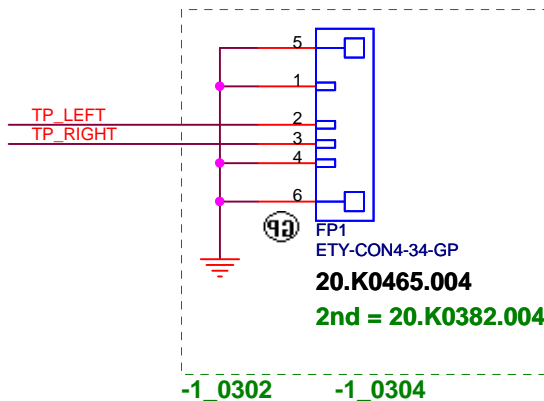 5
1
TP_LEFT
2
TP_RIGHT
3
4
6
GP
FP1
ETY-CON4-34-GP
20.K0465.004
2nd = 20.K0382.004
-1_0302 -1_0304